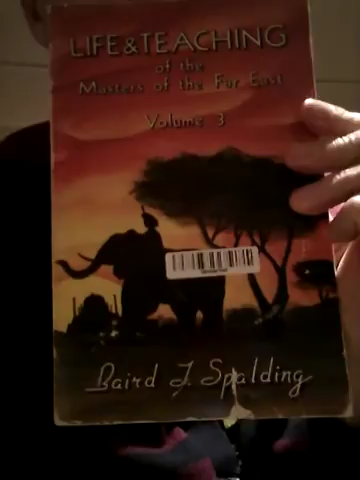 LIFE & TEACHING
of the
Masters of the Far East
Volume 3
Baird T. Spalding